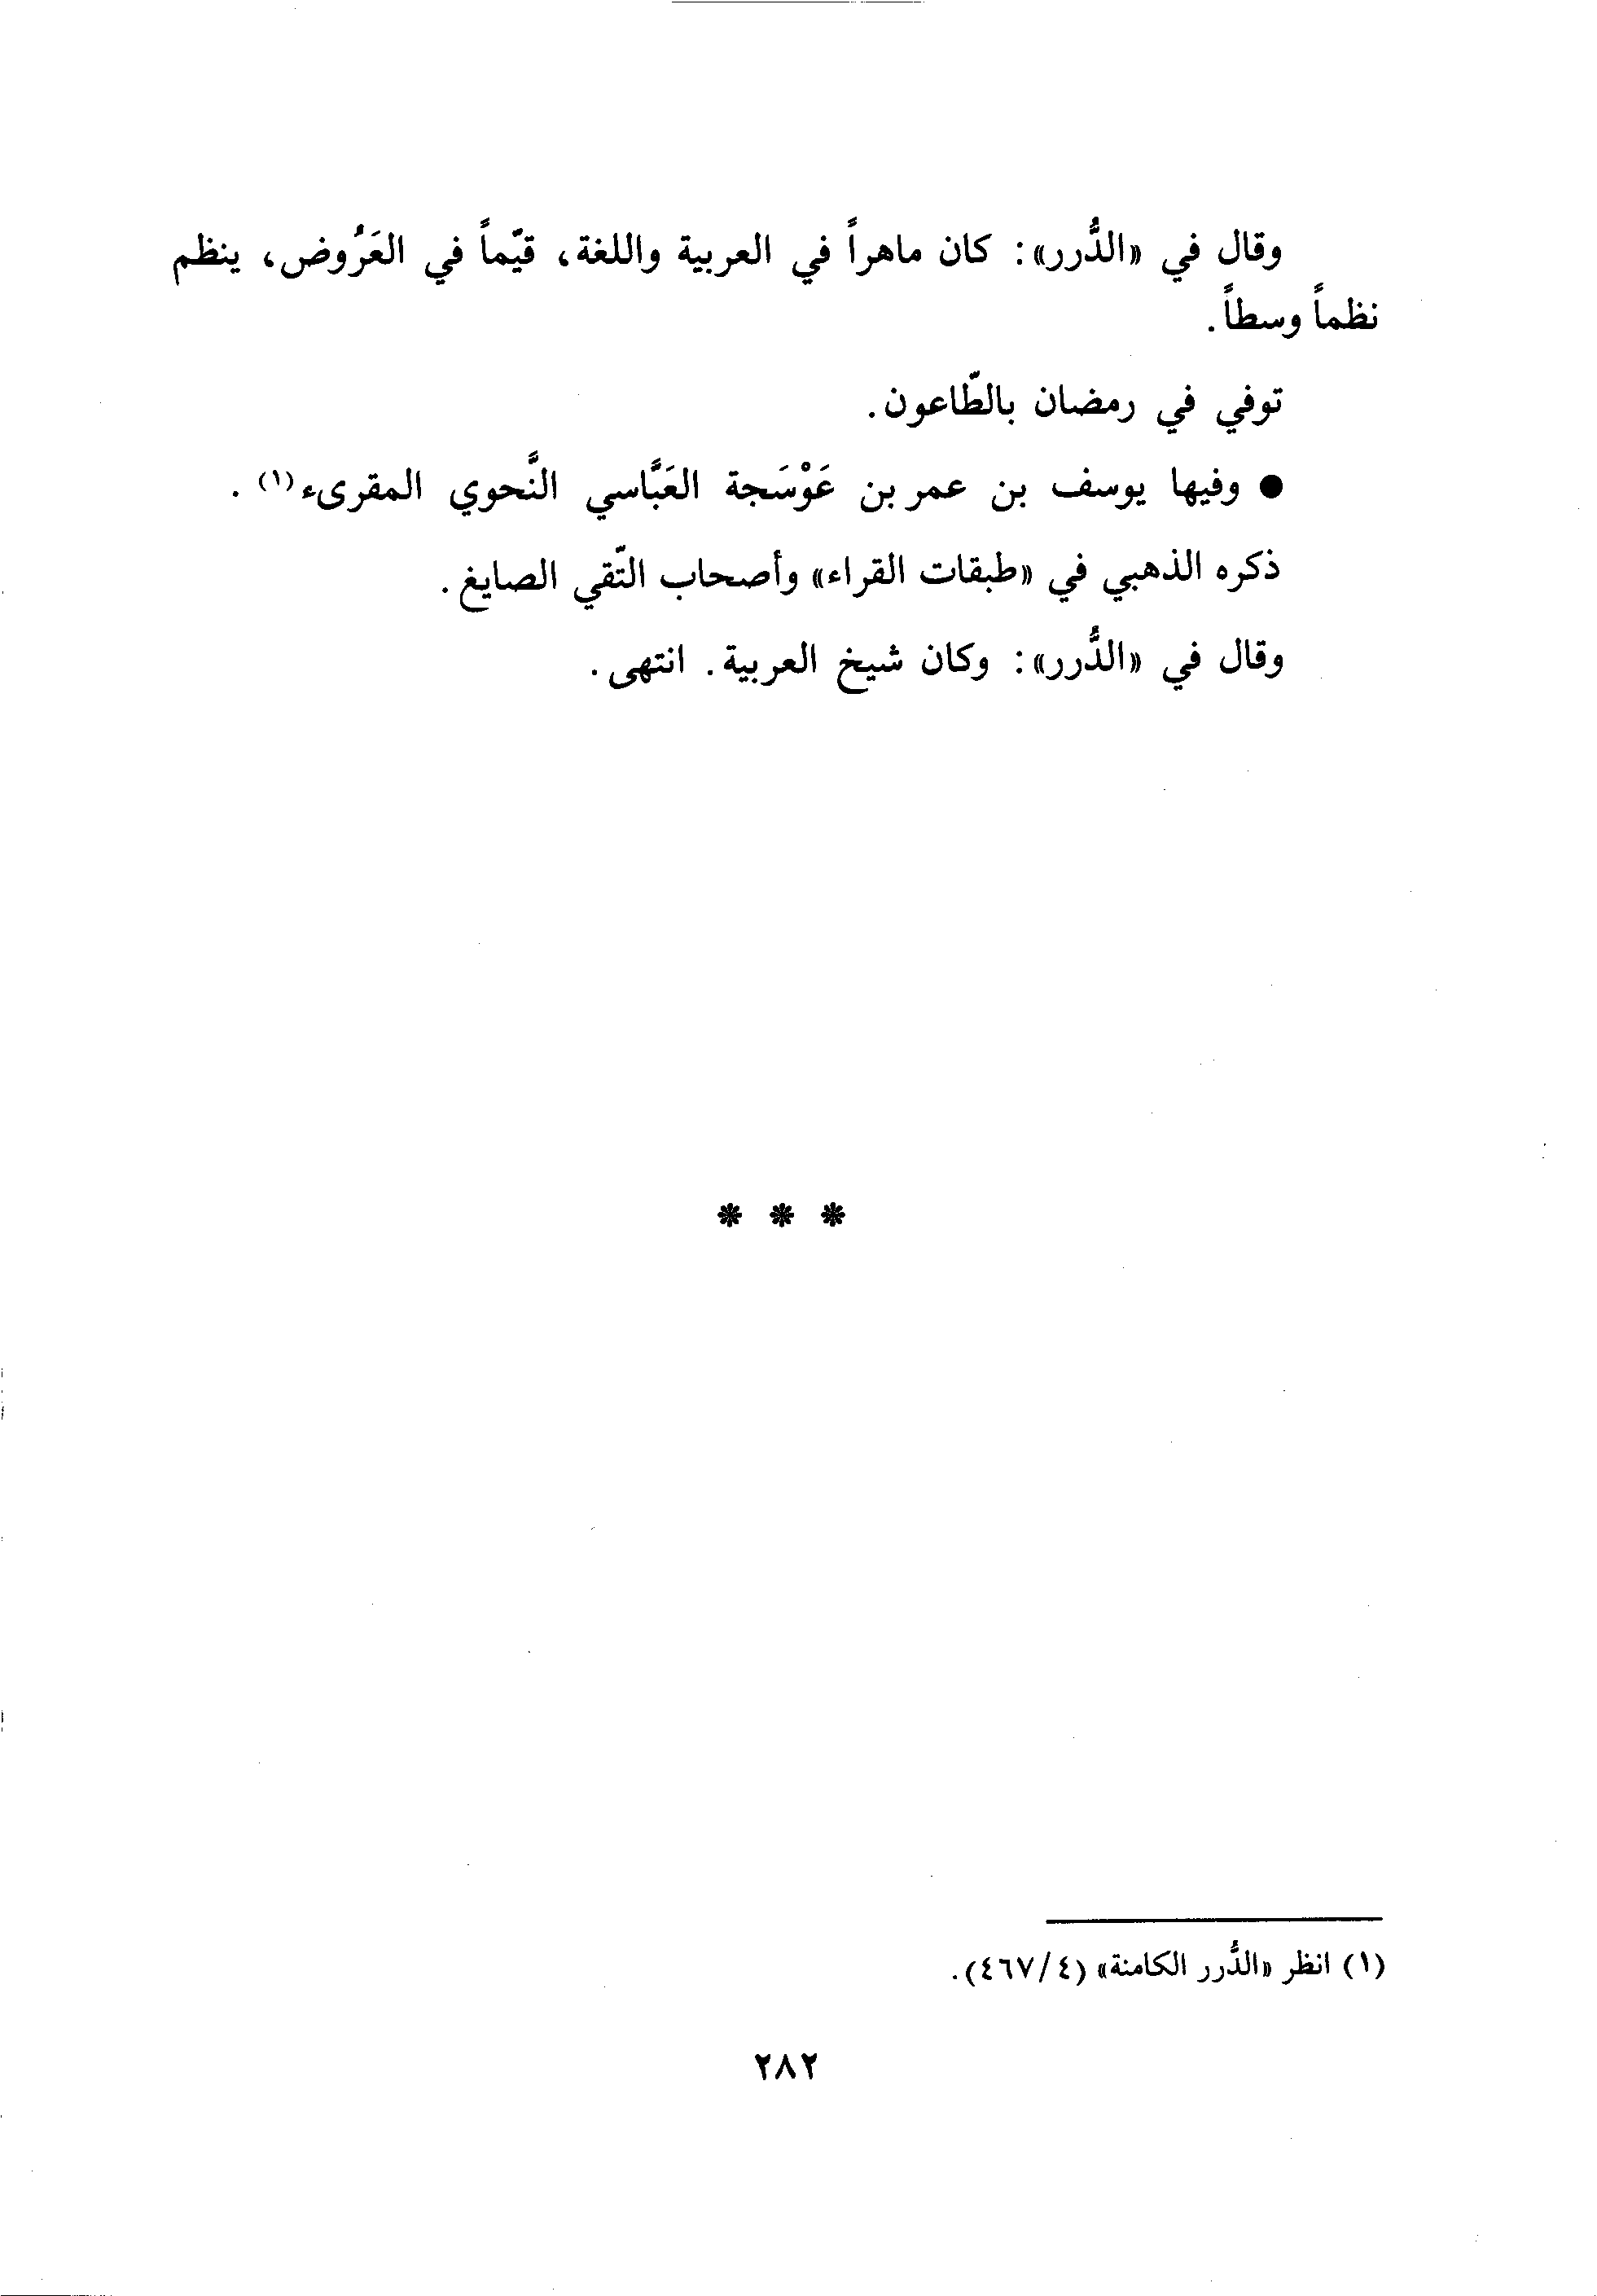 وقال في «الدُّرر»: كان ماهراً في العربية واللغة، قيّماً في العَرُوض، ينظم
نظماً وسطاً.
توفي في رمضان بالطّاعون.
● وفيها يوسف بن عمر بن عَوْسَجة العَبَّاسي النَّحوي المقرىء(١).
ذكره الذهبي في «طبقات القراء» وأصحاب التّقي الصايغ.
وقال في «الدُّرر»: وكان شيخ العربية. انتهى.
* * *
(١) انظر «الدُّرر الكامنة» (٤/٤٦٧).
٢٨٢